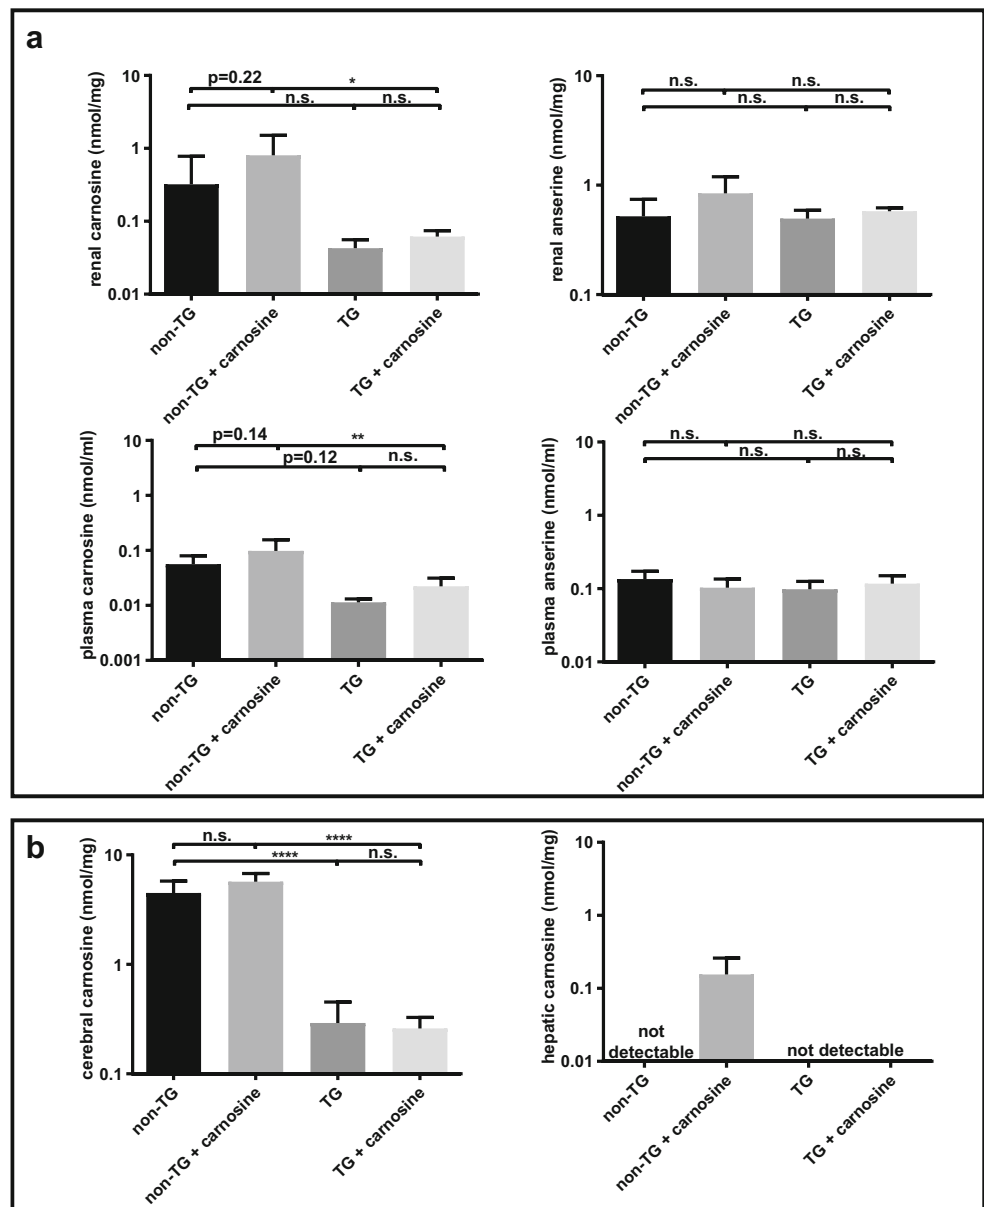 a
renal carnosine (nmol/mg)
10
1
0.1
0.01
p=0.22
*
n.s.
n.s.
non-TG
non-TG + carnosine
TG
TG + carnosine
renal anserine (nmol/mg)
10
1
0.1
n.s.
n.s.
n.s.
n.s.
non-TG
non-TG + carnosine
TG
TG + carnosine
plasma carnosine (nmol/ml)
10
1
0.1
0.01
0.001
p=0.14
**
p=0.12
n.s.
non-TG
non-TG + carnosine
TG
TG + carnosine
plasma anserine (nmol/ml)
10
1
0.1
0.01
n.s.
n.s.
n.s.
n.s.
non-TG
non-TG + carnosine
TG
TG + carnosine
b
cerebral carnosine (nmol/mg)
10
1
0.1
n.s.
****
****
n.s.
non-TG
non-TG + carnosine
TG
TG + carnosine
hepatic carnosine (nmol/mg)
10
1
0.1
0.01
not
detectable
not detectable
non-TG
non-TG + carnosine
TG
TG + carnosine